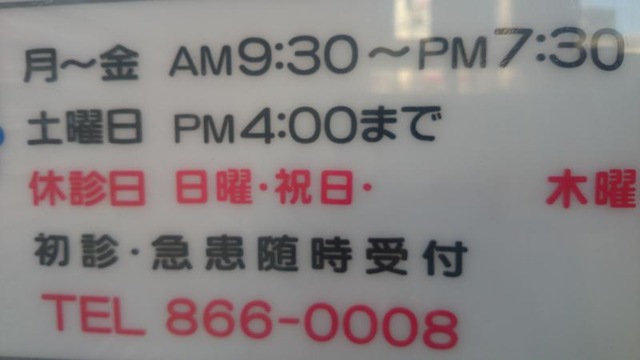 月〜金 AM9:30〜PM7:30
土曜日 PM4:00まで
休診日 日曜・祝日・ 木曜
初診・急患随時受付
TEL 866-0008